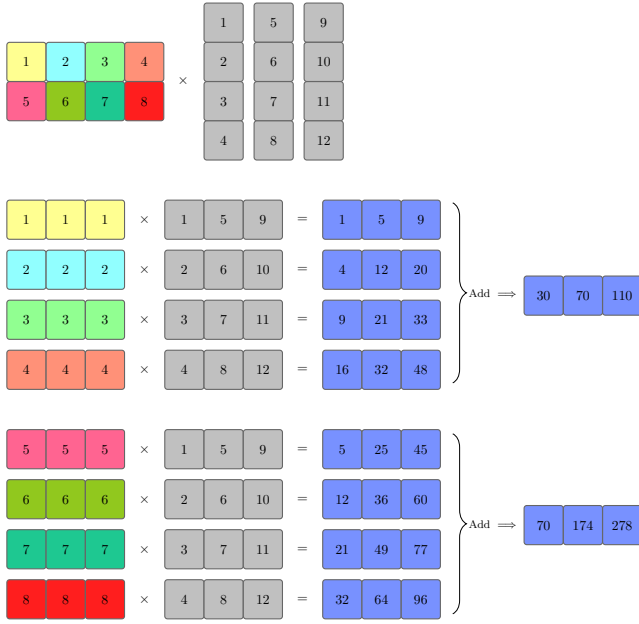 1 5 9
1 2 3 4 2 6 10
×
5 6 7 8 3 7 11
4 8 12
1 1 1 × 1 5 9 = 1 5 9
2 2 2 × 2 6 10 = 4 12 20
Add ⟹ 30 70 110
3 3 3 × 3 7 11 = 9 21 33
4 4 4 × 4 8 12 = 16 32 48
5 5 5 × 1 5 9 = 5 25 45
6 6 6 × 2 6 10 = 12 36 60
Add ⟹ 70 174 278
7 7 7 × 3 7 11 = 21 49 77
8 8 8 × 4 8 12 = 32 64 96